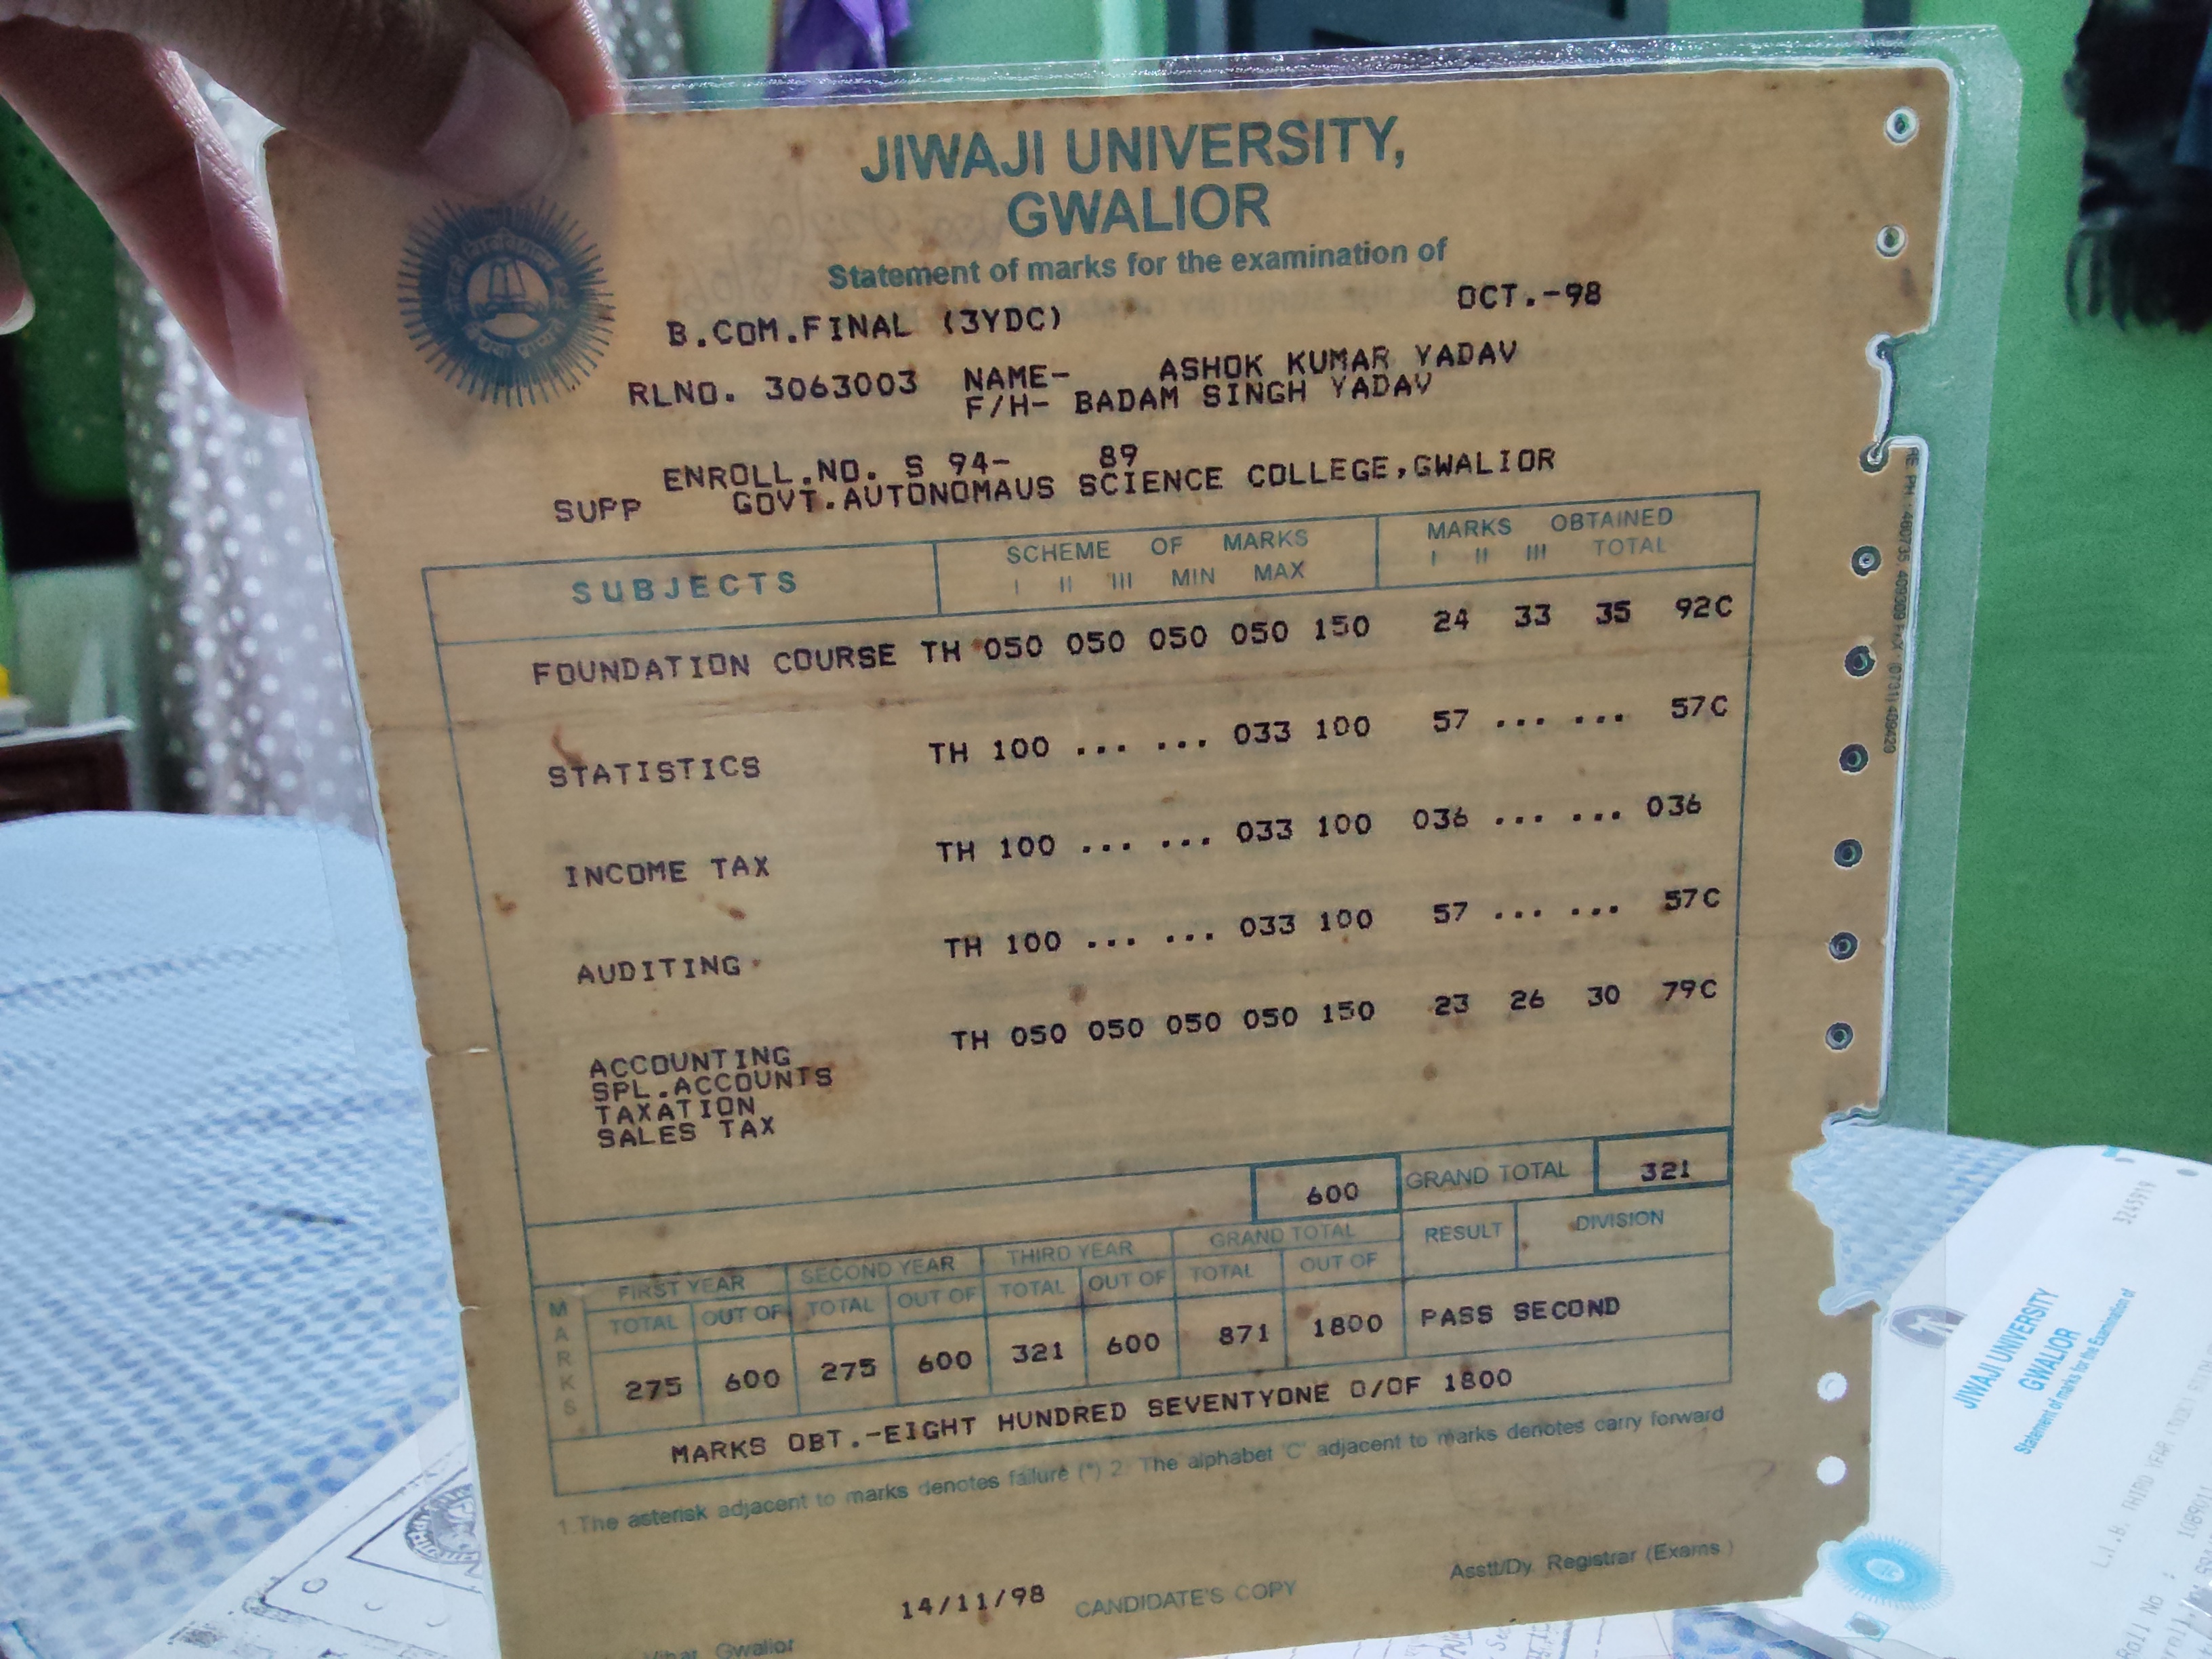 JIWAJI UNIVERSITY,
GWALIOR
Statement of marks for the examination of
B.COM.FINAL (3YDC) OCT.-98
RLNO. 3063003 NAME- ASHOK KUMAR YADAV
F/H- BADAM SINGH YADAV
ENROLL.NO. S 94- 89
SUPP GOVT.AUTONOMAUS SCIENCE COLLEGE,GWALIOR
SUBJECTS SCHEME OF MARKS MARKS OBTAINED
I II III MIN MAX I II III TOTAL
FOUNDATION COURSE TH 050 050 050 050 150 24 33 35 92C
STATISTICS TH 100 ... ... 033 100 57 ... ... 57C
INCOME TAX TH 100 ... ... 033 100 036 ... ... 036
AUDITING TH 100 ... ... 033 100 57 ... ... 57C
ACCOUNTING TH 050 050 050 050 150 23 26 30 79C
SPL.ACCOUNTS
TAXATION
SALES TAX
600 GRAND TOTAL 321
MARKS FIRST YEAR SECOND YEAR THIRD YEAR GRAND TOTAL RESULT DIVISION
TOTAL OUT OF TOTAL OUT OF TOTAL OUT OF TOTAL OUT OF
275 600 275 600 321 600 871 1800 PASS SECOND
MARKS OBT.-EIGHT HUNDRED SEVENTYONE O/OF 1800
1.The asterisk adjacent to marks denotes failure (*) 2. The alphabet 'C' adjacent to marks denotes carry forward
14/11/98 CANDIDATE'S COPY Asstt/Dy. Registrar (Exams.)
Gwalior
JIWAJI UNIVERSITY
GWALIOR
Statement of marks for the Examination of
THIRD YEAR
Roll No :